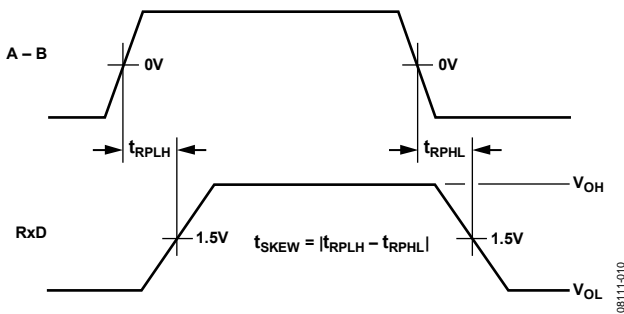 A – B
0V
0V
tRPLH
tRPHL
VOH
RxD
1.5V
tSKEW = |tRPLH – tRPHL|
1.5V
VOL
08111-010